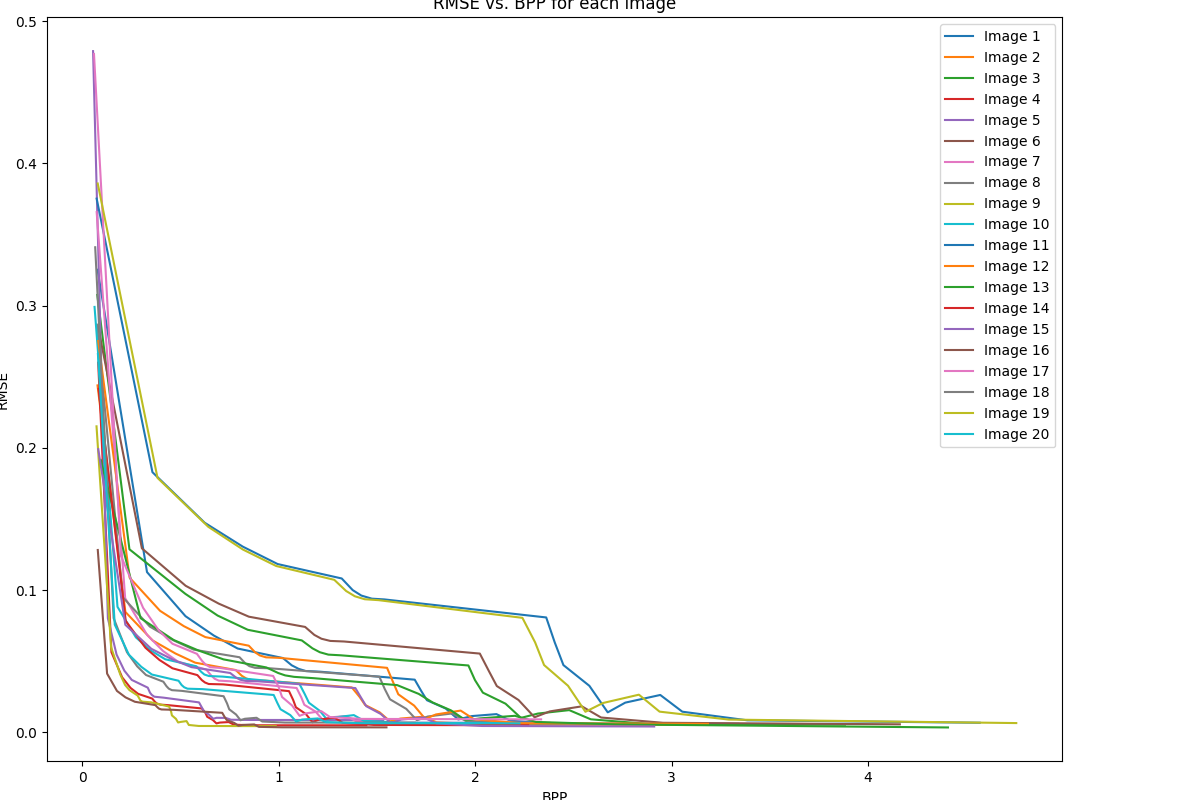 RMSE vs. BPP for each image
0.5
0.4
0.3
0.2
0.1
0.0
RMSE
0
1
2
3
4
BPP
Image 1
Image 2
Image 3
Image 4
Image 5
Image 6
Image 7
Image 8
Image 9
Image 10
Image 11
Image 12
Image 13
Image 14
Image 15
Image 16
Image 17
Image 18
Image 19
Image 20